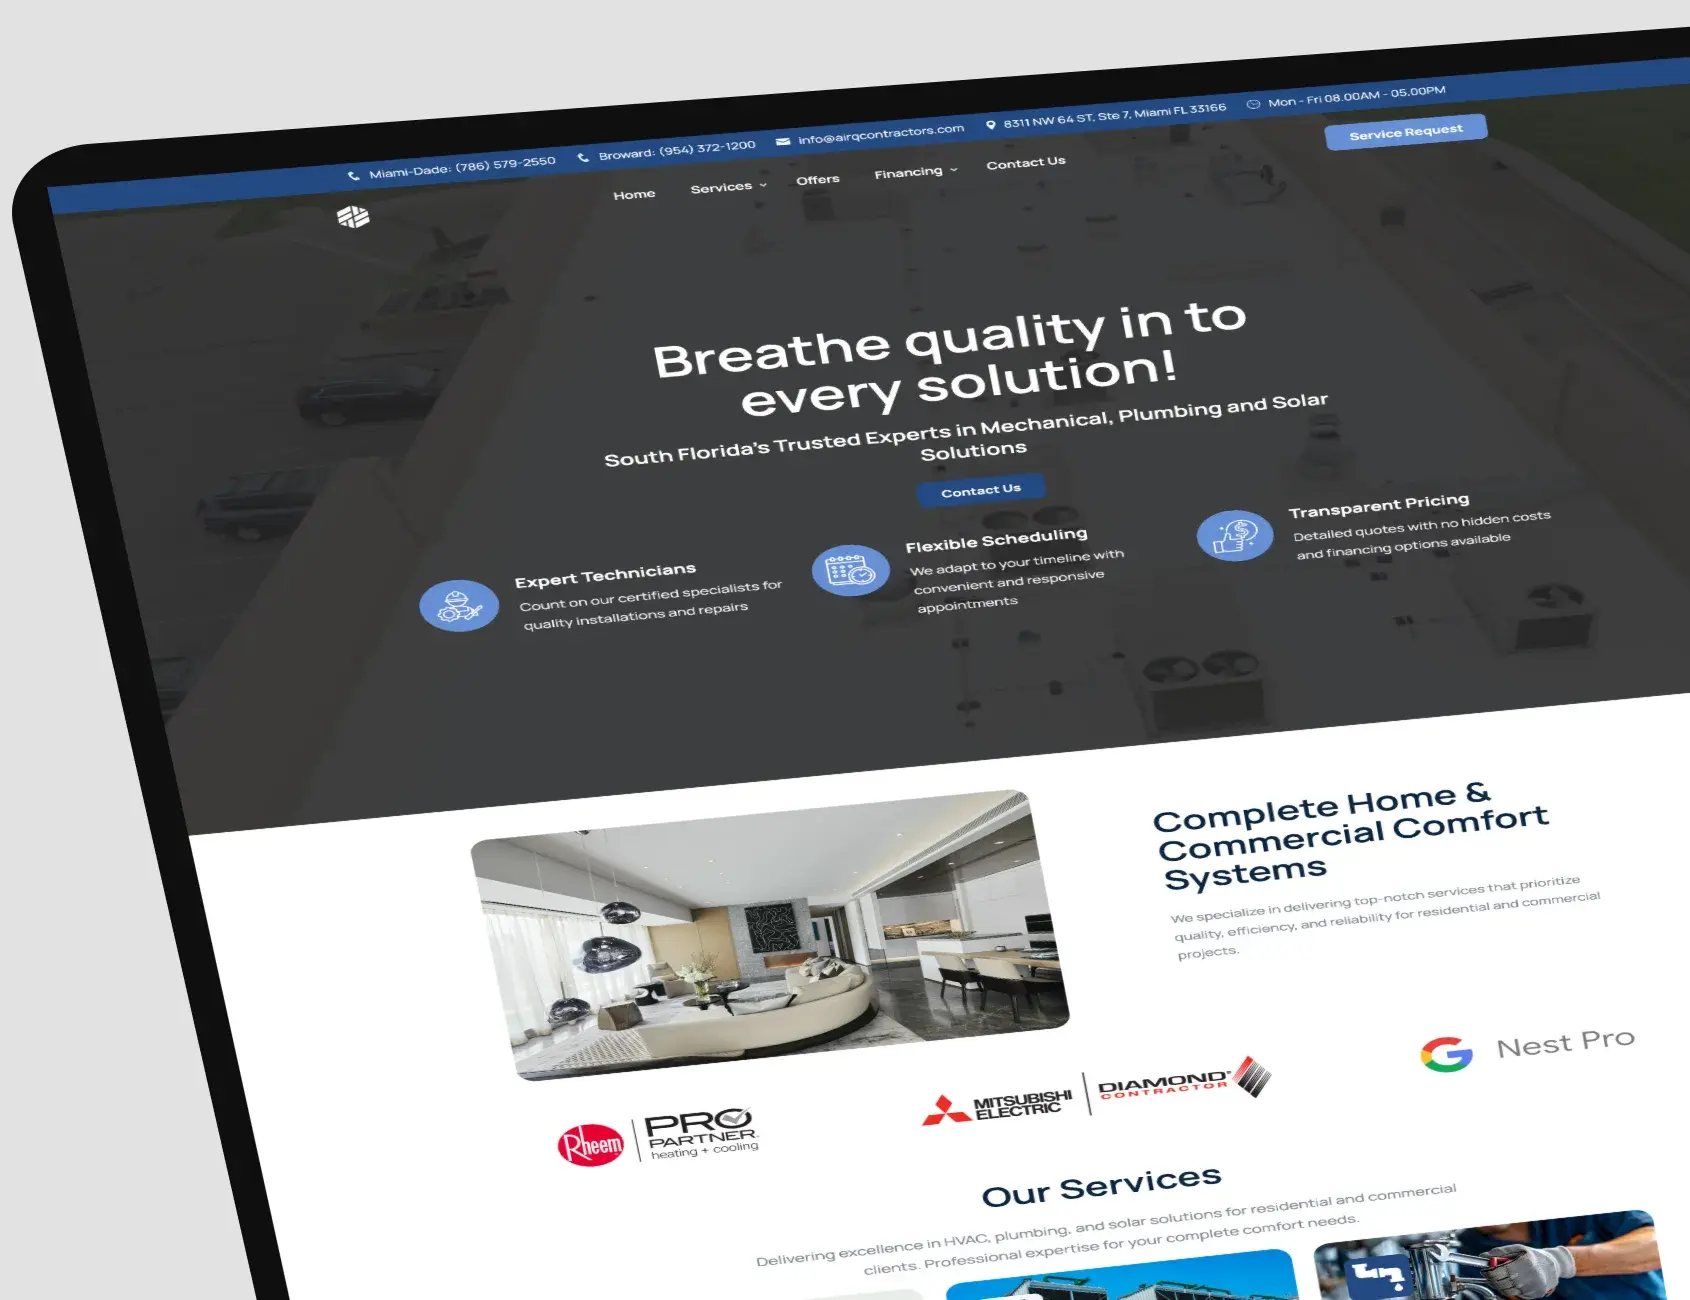 Miami-Dade: (786) 579-2550
Broward: (954) 372-1200
info@airqcontractors.com
8311 NW 64 ST, Ste 7, Miami FL 33166
Mon - Fri 08.00AM - 05.00PM
Home
Services
Offers
Financing
Contact Us
Service Request
Breathe quality in to
every solution!
South Florida's Trusted Experts in Mechanical, Plumbing and Solar
Solutions
Contact Us
Expert Technicians
Count on our certified specialists for
quality installations and repairs
Flexible Scheduling
We adapt to your timeline with
convenient and responsive
appointments
Transparent Pricing
Detailed quotes with no hidden costs
and financing options available
Complete Home &
Commercial Comfort
Systems
We specialize in delivering top-notch services that prioritize
quality, efficiency, and reliability for residential and commercial
projects.
Rheem
PRO
PARTNER
heating + cooling
MITSUBISHI
ELECTRIC
DIAMOND
CONTRACTOR
G Nest Pro
Our Services
Delivering excellence in HVAC, plumbing, and solar solutions for residential and commercial
clients. Professional expertise for your complete comfort needs.